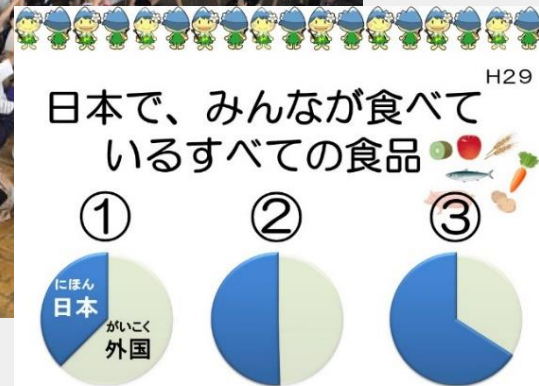 H29
日本で、みんなが食べて
いるすべての食品
① ② ③
にほん
日本
がいこく
外国